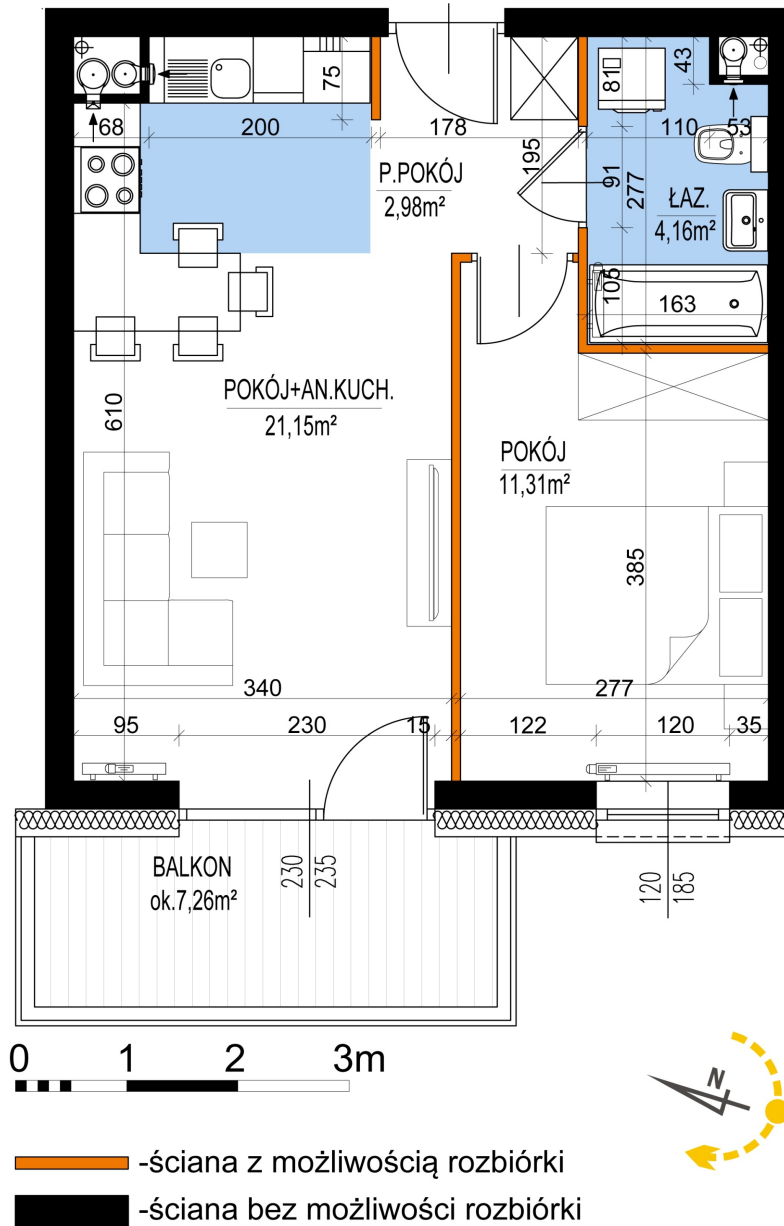 75
81
43
68
200
178
195
110
53
P.POKÓJ
2,98m²
91
277
ŁAZ.
4,16m²
105
163
610
POKÓJ+AN.KUCH.
21,15m²
POKÓJ
11,31m²
385
340
277
95
230
15
122
120
35
BALKON
ok.7,26m²
230
235
120
185
0 1 2 3m
N
-ściana z możliwością rozbiórki
-ściana bez możliwości rozbiórki